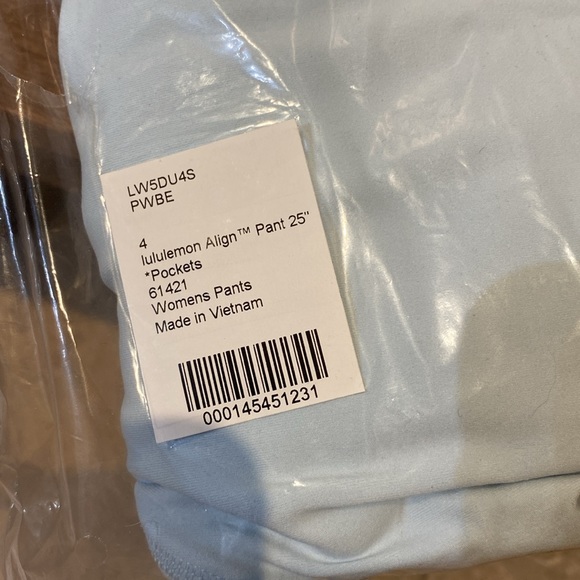 LW5DU4S
PWBE
4
lululemon Align™ Pant 25"
*Pockets
61421
Womens Pants
Made in Vietnam
000145451231